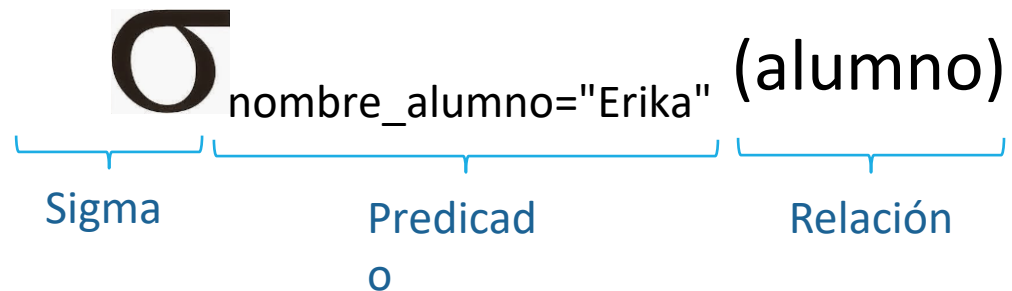 σ nombre_alumno="Erika" (alumno)
Sigma
Predicad
o
Relación